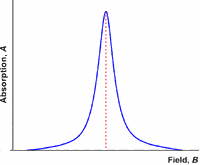 Absorption, A
Field, B